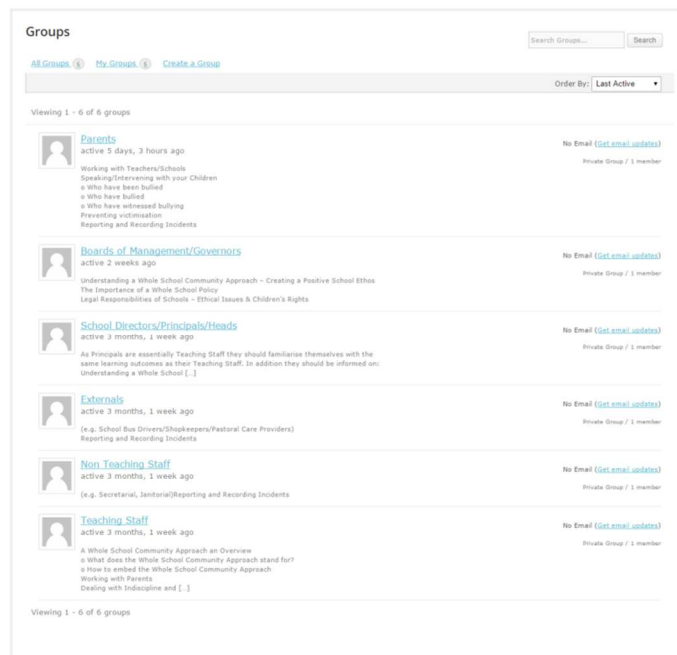 Groups
Search Groups... Search
All Groups 6 My Groups 6 Create a Group
Order By: Last Active
Viewing 1 - 6 of 6 groups
Parents
active 5 days, 3 hours ago
No Email (Get email updates)
Private Group / 1 member
Working with Teachers/Schools
Speaking/Intervening with your Children
o Who have been bullied
o Who have bullied
o Who have witnessed bullying
Preventing victimisation
Reporting and Recording Incidents
Boards of Management/Governors
active 2 weeks ago
No Email (Get email updates)
Private Group / 1 member
Understanding a Whole School Community Approach – Creating a Positive School Ethos
The Importance of a Whole School Policy
Legal Responsibilities of Schools – Ethical Issues & Children's Rights
School Directors/Principals/Heads
active 3 months, 1 week ago
No Email (Get email updates)
Private Group / 1 member
As Principals are essentially Teaching Staff they should familiarise themselves with the
same learning outcomes as their Teaching Staff. In addition they should be informed on:
Understanding a Whole School [...]
Externals
active 3 months, 1 week ago
No Email (Get email updates)
Private Group / 1 member
(e.g. School Bus Drivers/Shopkeepers/Pastoral Care Providers)
Reporting and Recording Incidents
Non Teaching Staff
active 3 months, 1 week ago
No Email (Get email updates)
Private Group / 1 member
(e.g. Secretarial, Janitorial)Reporting and Recording Incidents
Teaching Staff
active 3 months, 1 week ago
No Email (Get email updates)
Private Group / 1 member
A Whole School Community Approach an Overview
o What does the Whole School Community Approach stand for?
o How to embed the Whole School Community Approach
Working with Parents
Dealing with Indiscipline and [...]
Viewing 1 - 6 of 6 groups